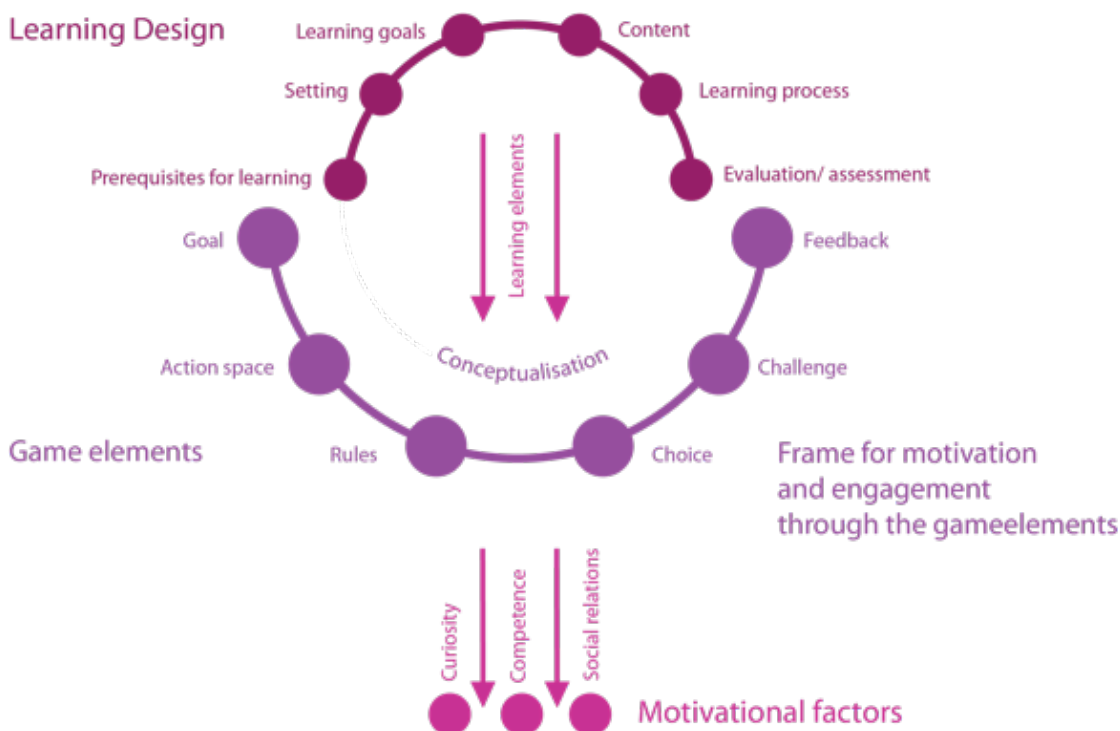 Learning Design
Learning goals
Content
Setting
Learning process
Prerequisites for learning
Evaluation/ assessment
Learning elements
Goal
Feedback
Conceptualisation
Action space
Challenge
Game elements
Rules
Choice
Frame for motivation
and engagement
through the gameelements
Curiosity
Competence
Social relations
Motivational factors